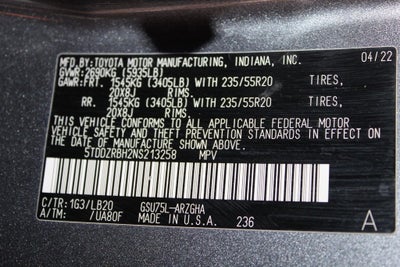 MFD.BY:TOYOTA MOTOR MANUFACTURING, INDIANA, INC. 04/22
GVWR: 2690KG (5935LB)
GAWR:FRT. 1545KG (3405LB) WITH 235/55R20 TIRES,
20X8J RIMS.
RR. 1545KG (3405LB) WITH 235/55R20 TIRES,
20X8J RIMS.
THIS VEHICLE CONFORMS TO ALL APPLICABLE FEDERAL MOTOR
VEHICLE SAFETY STANDARDS IN EFFECT ON
THE DATE OF MANUFACTURE SHOWN ABOVE.
5TDDZRBH2NS213258 MPV
C/TR: 1G3/LB20 GSU75L-ARZGHA
A/TM: /UA80F MADE IN U.S.A. 236 A